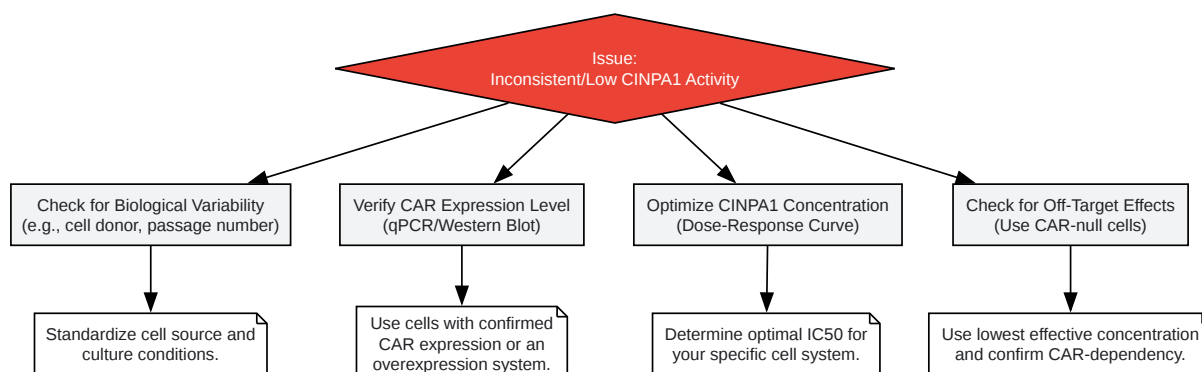 Issue:
Inconsistent/Low CINPA1 Activity
Check for Biological Variability
(e.g., cell donor, passage number)
Verify CAR Expression Level
(qPCR/Western Blot)
Optimize CINPA1 Concentration
(Dose-Response Curve)
Check for Off-Target Effects
(Use CAR-null cells)
Standardize cell source and
culture conditions.
Use cells with confirmed
CAR expression or an
overexpression system.
Determine optimal IC50 for
your specific cell system.
Use lowest effective concentration
and confirm CAR-dependency.